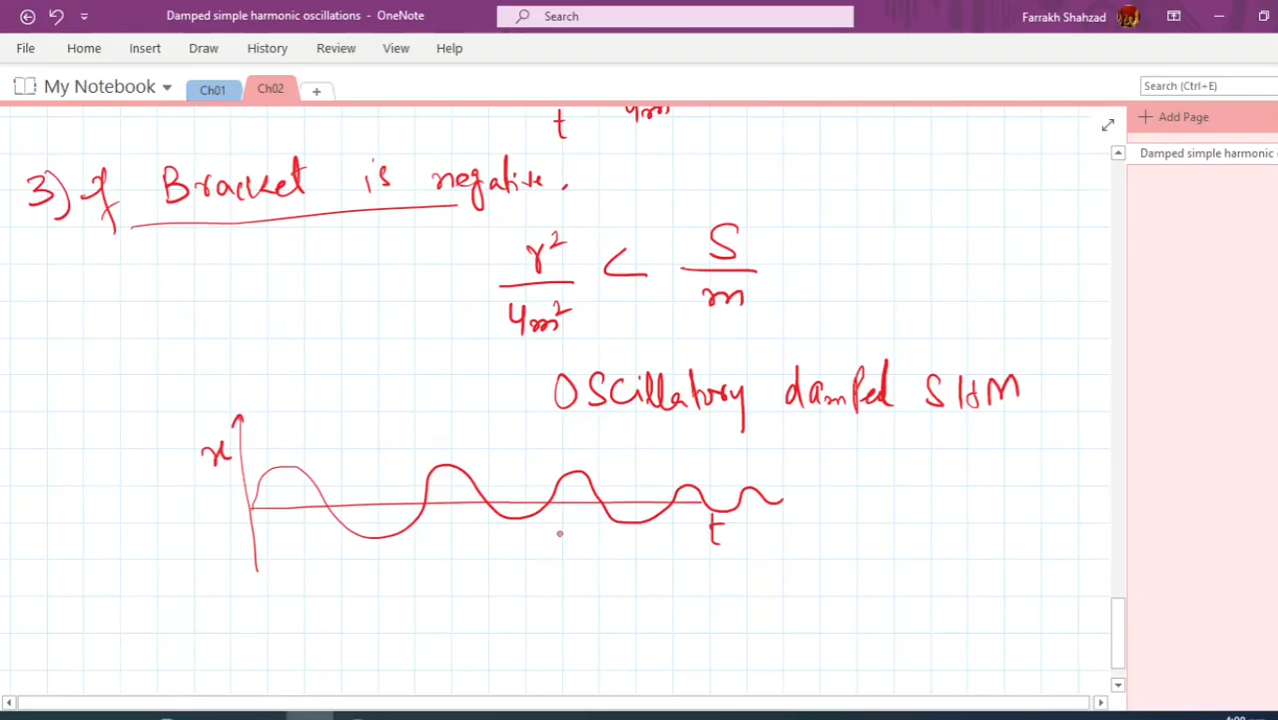 Damped simple harmonic oscillations - OneNote
Search
Farrakh Shahzad
File Home Insert Draw History Review View Help
My Notebook
Ch01
Ch02
Search (Ctrl+E)
Add Page
Damped simple harmonic
t 4m
3) If Bracket is negative.
r² / 4m² < S / m
Oscillatory damped SHM
x
t